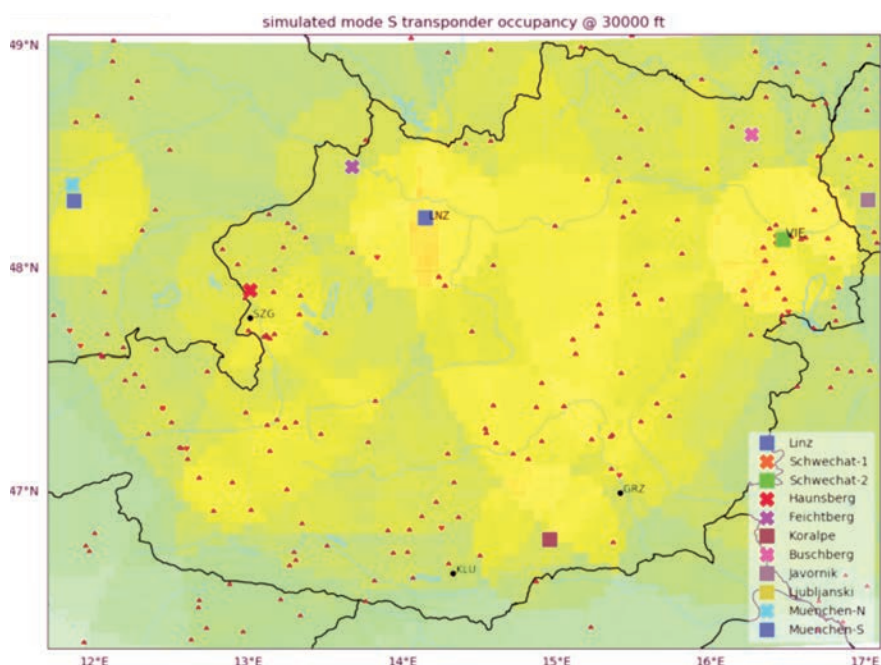 simulated mode S transponder occupancy @ 30000 ft
49°N
LNZ
VIE
48°N
SZG
47°N
GRZ
KLU
Linz
Schwechat-1
Schwechat-2
Haunsberg
Feichtberg
Koralpe
Buschberg
Javornik
Ljubljanski
Muenchen-N
Muenchen-S
12°E
13°E
14°E
15°E
16°E
17°E